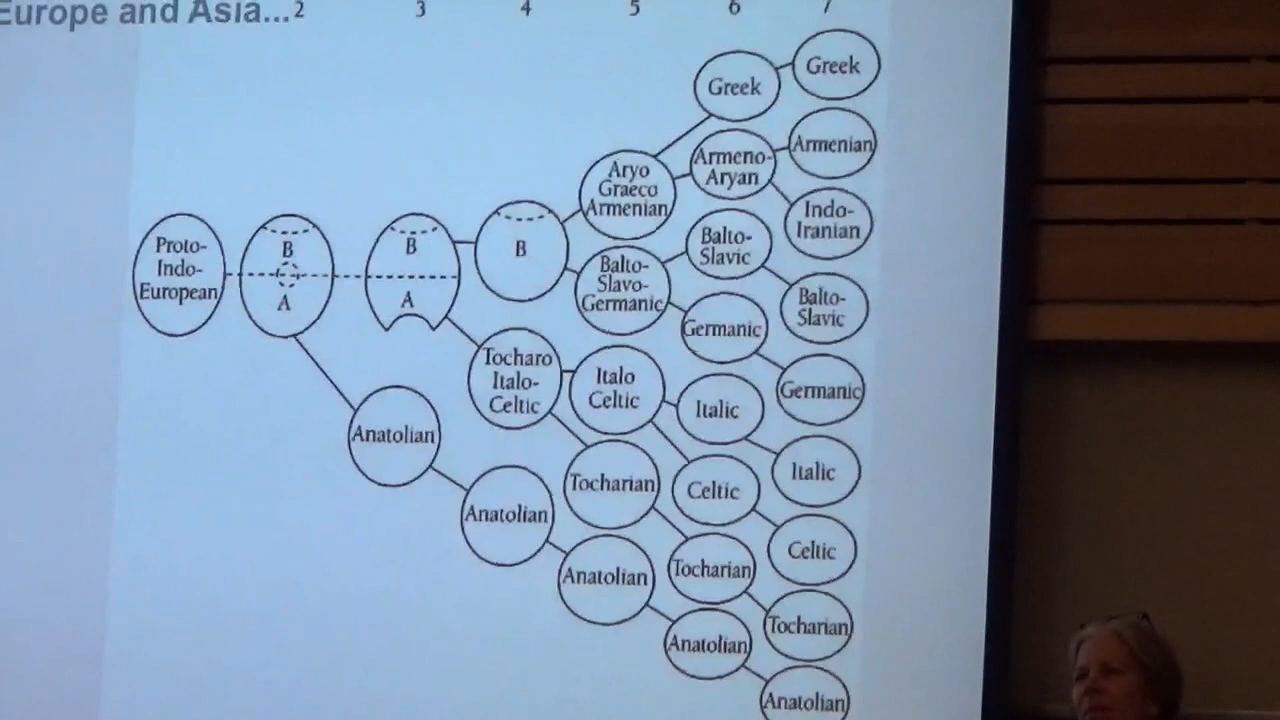 Europe and Asia...
2 3 4 5 6 7
Proto-
Indo-
European
B
A
B
A
Anatolian
B
Tocharo
Italo-
Celtic
Anatolian
Aryo
Graeco
Armenian
Balto-
Slavo-
Germanic
Italo
Celtic
Tocharian
Anatolian
Greek
Armeno-
Aryan
Balto-
Slavic
Germanic
Italic
Celtic
Tocharian
Anatolian
Greek
Armenian
Indo-
Iranian
Balto-
Slavic
Germanic
Italic
Celtic
Tocharian
Anatolian